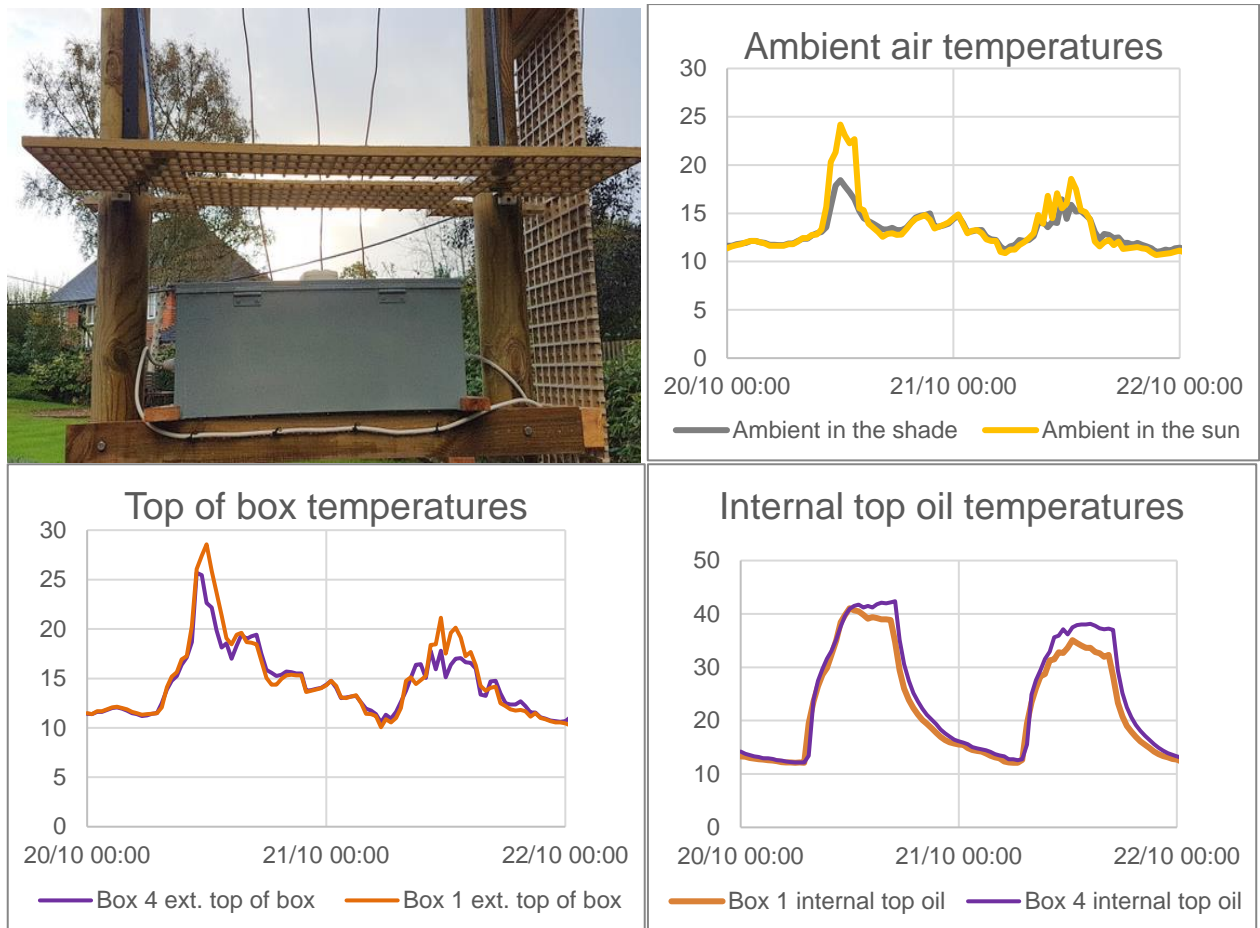 Ambient air temperatures
30
25
20
15
10
5
0
20/10 00:00 21/10 00:00 22/10 00:00
Ambient in the shade Ambient in the sun
Top of box temperatures
30
25
20
15
10
5
0
20/10 00:00 21/10 00:00 22/10 00:00
Box 4 ext. top of box Box 1 ext. top of box
Internal top oil temperatures
50
40
30
20
10
0
20/10 00:00 21/10 00:00 22/10 00:00
Box 1 internal top oil Box 4 internal top oil